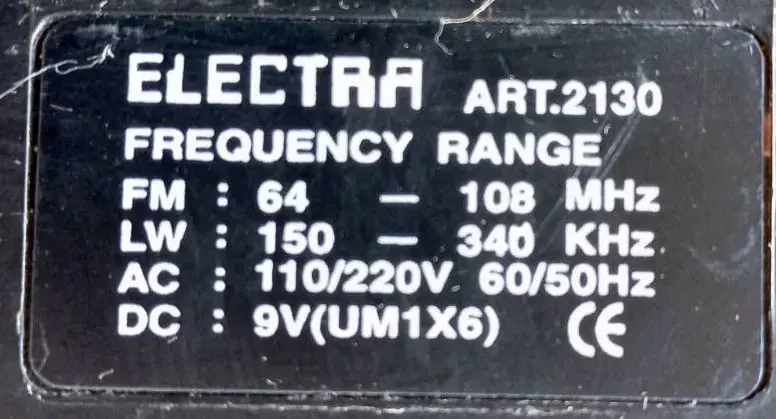 ELECTRA ART.2130
FREQUENCY RANGE
FM : 64 — 108 MHz
LW : 150 — 340 KHz
AC : 110/220V 60/50Hz
DC : 9V(UM1X6) CE